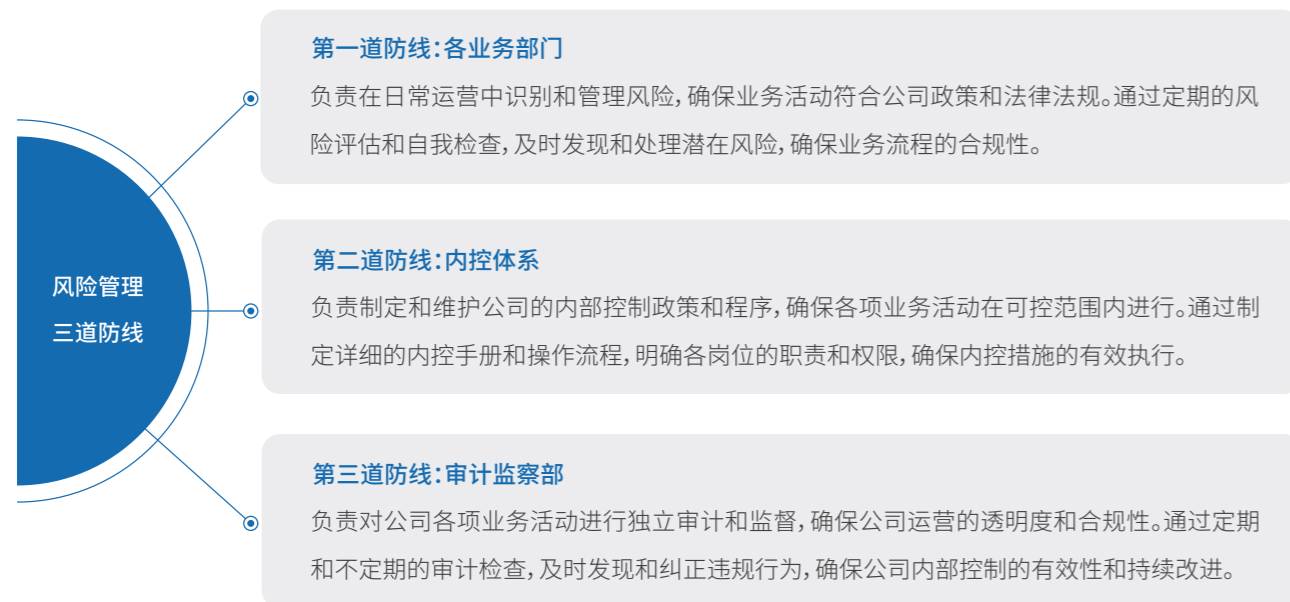 风险管理
三道防线
第一道防线：各业务部门
负责在日常运营中识别和管理风险，确保业务活动符合公司政策和法律法规。通过定期的风
险评估和自我检查，及时发现和处理潜在风险，确保业务流程的合规性。
第二道防线：内控体系
负责制定和维护公司的内部控制政策和程序，确保各项业务活动在可控范围内进行。通过制
定详细的内控手册和操作流程，明确各岗位的职责和权限，确保内控措施的有效执行。
第三道防线：审计监察部
负责对公司各项业务活动进行独立审计和监督，确保公司运营的透明度和合规性。通过定期
和不定期的审计检查，及时发现和纠正违规行为，确保公司内部控制的有效性和持续改进。